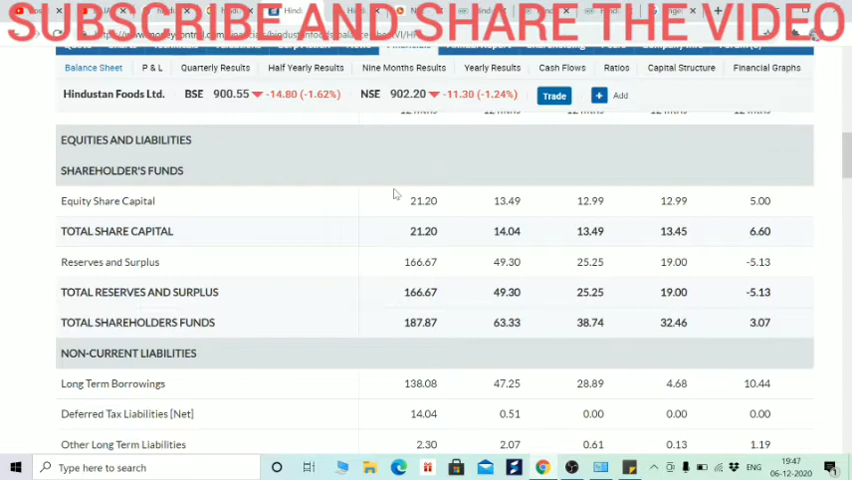 SUBSCRIBE AND SHARE THE VIDEO
Balance Sheet P & L Quarterly Results Half Yearly Results Nine Months Results Yearly Results Cash Flows Ratios Capital Structure Financial Graphs
Hindustan Foods Ltd. BSE 900.55 -14.80 (-1.62%) NSE 902.20 -11.30 (-1.24%) Trade + Add
EQUITIES AND LIABILITIES
SHAREHOLDER'S FUNDS
Equity Share Capital 21.20 13.49 12.99 12.99 5.00
TOTAL SHARE CAPITAL 21.20 14.04 13.49 13.45 6.60
Reserves and Surplus 166.67 49.30 25.25 19.00 -5.13
TOTAL RESERVES AND SURPLUS 166.67 49.30 25.25 19.00 -5.13
TOTAL SHAREHOLDERS FUNDS 187.87 63.33 38.74 32.46 3.07
NON-CURRENT LIABILITIES
Long Term Borrowings 138.08 47.25 28.89 4.68 10.44
Deferred Tax Liabilities [Net] 14.04 0.51 0.00 0.00 0.00
Other Long Term Liabilities 2.30 2.07 0.61 0.13 1.19
Type here to search ENG 19:47
06-12-2020